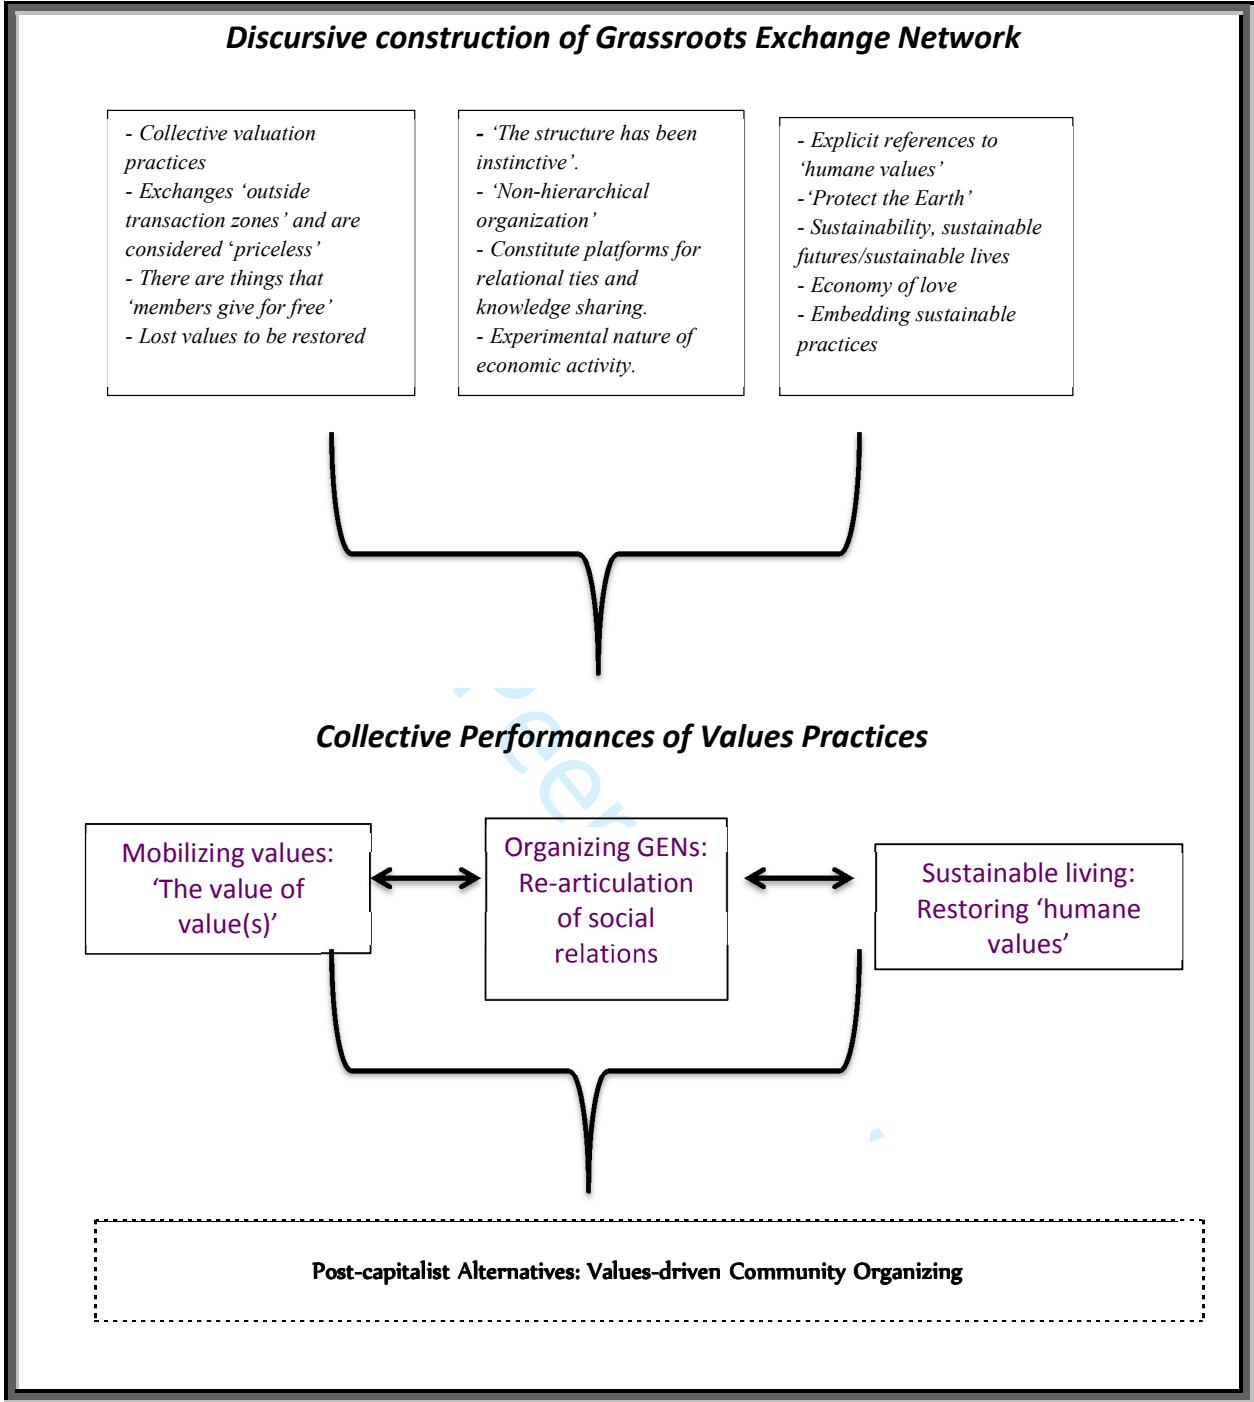 Discursive construction of Grassroots Exchange Network
- Collective valuation
practices
- Exchanges ‘outside
transaction zones’ and are
considered ‘priceless’
- There are things that
‘members give for free’
- Lost values to be restored
- ‘The structure has been
instinctive’.
- ‘Non-hierarchical
organization’
- Constitute platforms for
relational ties and
knowledge sharing.
- Experimental nature of
economic activity.
- Explicit references to
‘humane values’
-‘Protect the Earth’
- Sustainability, sustainable
futures/sustainable lives
- Economy of love
- Embedding sustainable
practices
Collective Performances of Values Practices
Mobilizing values:
‘The value of
value(s)’
Organizing GENs:
Re-articulation
of social
relations
Sustainable living:
Restoring ‘humane
values’
Post-capitalist Alternatives: Values-driven Community Organizing